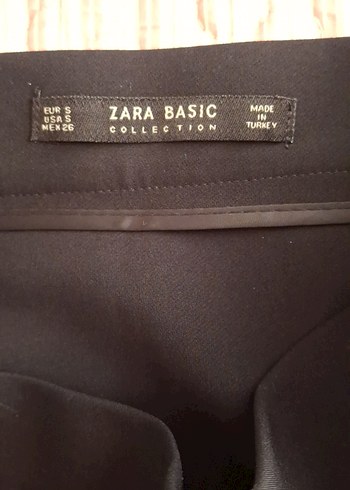 EUR S
USA S
MEX 26
ZARA BASIC
COLLECTION
MADE
IN
TURKEY